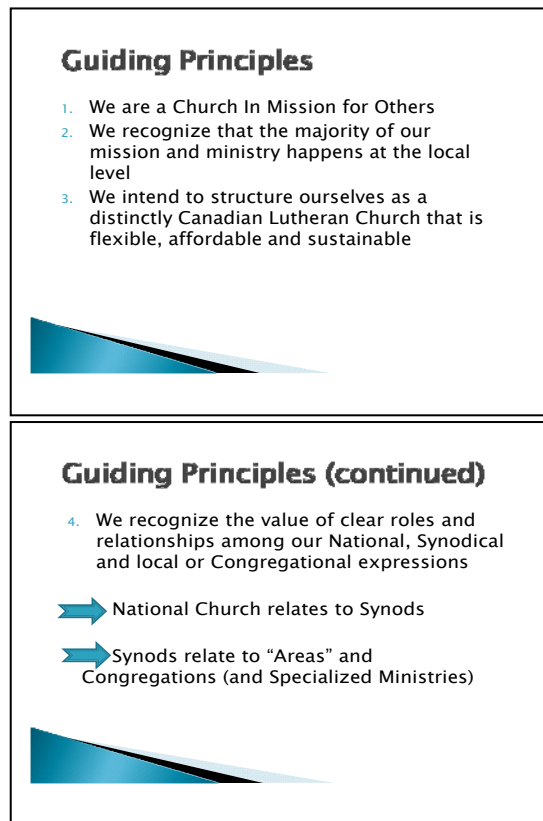 Guiding Principles
1. We are a Church In Mission for Others
2. We recognize that the majority of our
mission and ministry happens at the local
level
3. We intend to structure ourselves as a
distinctly Canadian Lutheran Church that is
flexible, affordable and sustainable
Guiding Principles (continued)
4. We recognize the value of clear roles and
relationships among our National, Synodical
and local or Congregational expressions
National Church relates to Synods
Synods relate to “Areas” and
Congregations (and Specialized Ministries)